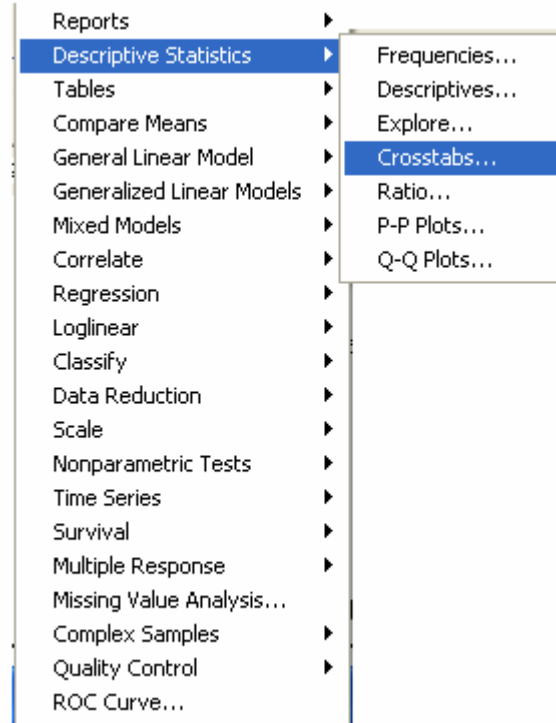 Reports
Descriptive Statistics
Tables
Compare Means
General Linear Model
Generalized Linear Models
Mixed Models
Correlate
Regression
Loglinear
Classify
Data Reduction
Scale
Nonparametric Tests
Time Series
Survival
Multiple Response
Missing Value Analysis...
Complex Samples
Quality Control
ROC Curve...
Frequencies...
Descriptives...
Explore...
Crosstabs...
Ratio...
P-P Plots...
Q-Q Plots...